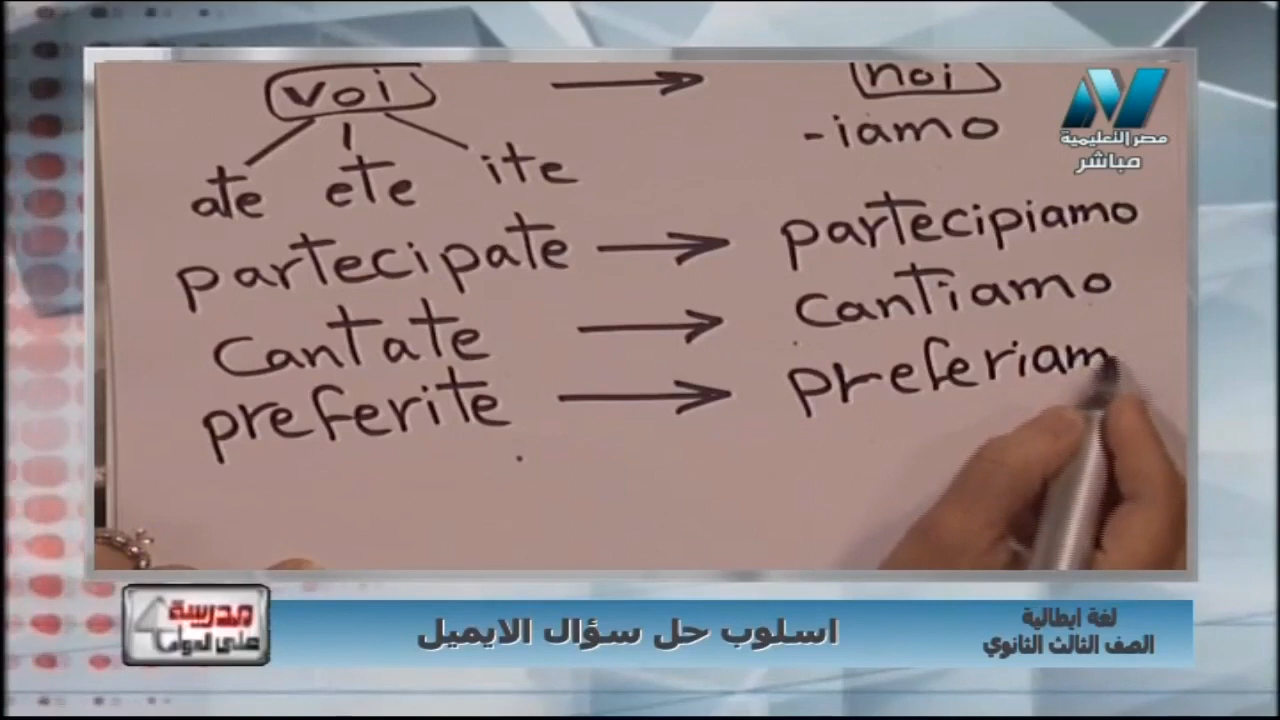 voi → noi
ate ete ite -iamo
partecipate → partecipiamo
cantate → cantiamo
preferite → preferiam
مصر التعليمية
مباشر
مدرسة
على الهواء
اسلوب حل سؤال الايميل
لغة ايطالية
الصف الثالث الثانوي